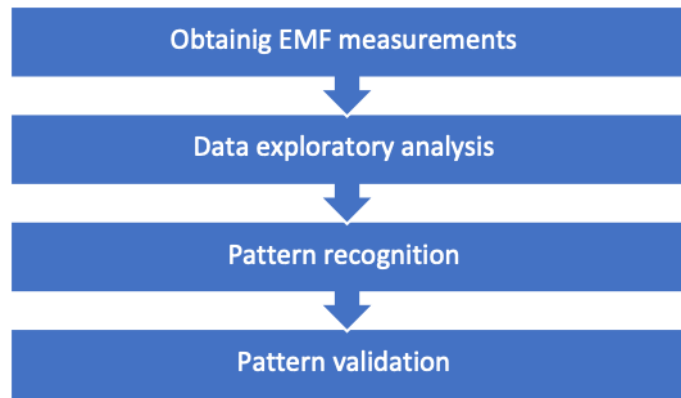 Obtainig EMF measurements
Data exploratory analysis
Pattern recognition
Pattern validation